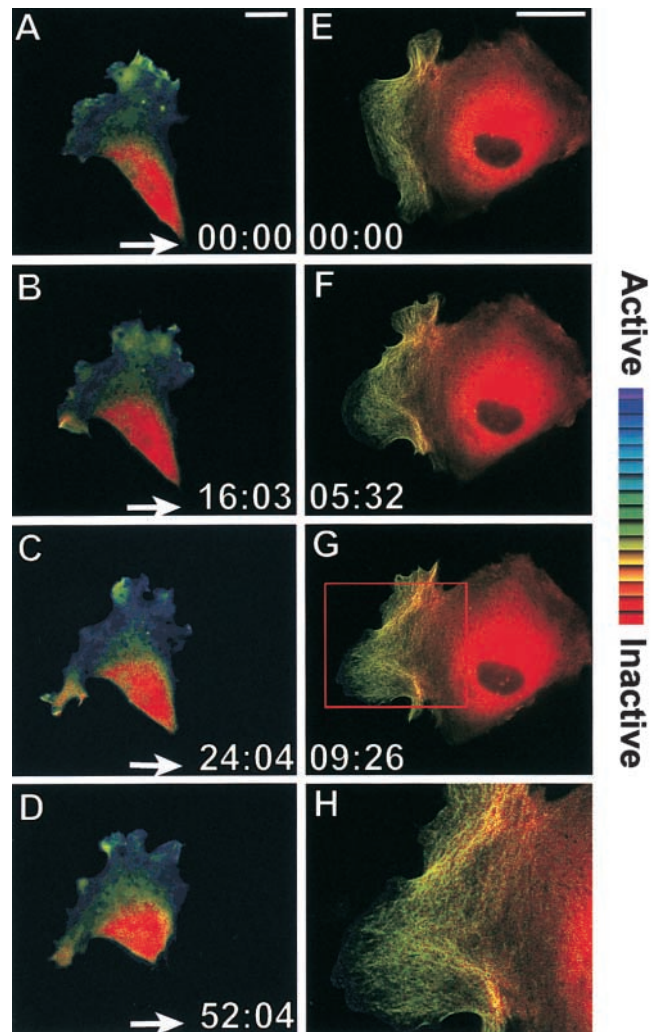 A
00:00
B
16:03
C
24:04
D
52:04
E
00:00
F
05:32
G
09:26
H
Active
Inactive